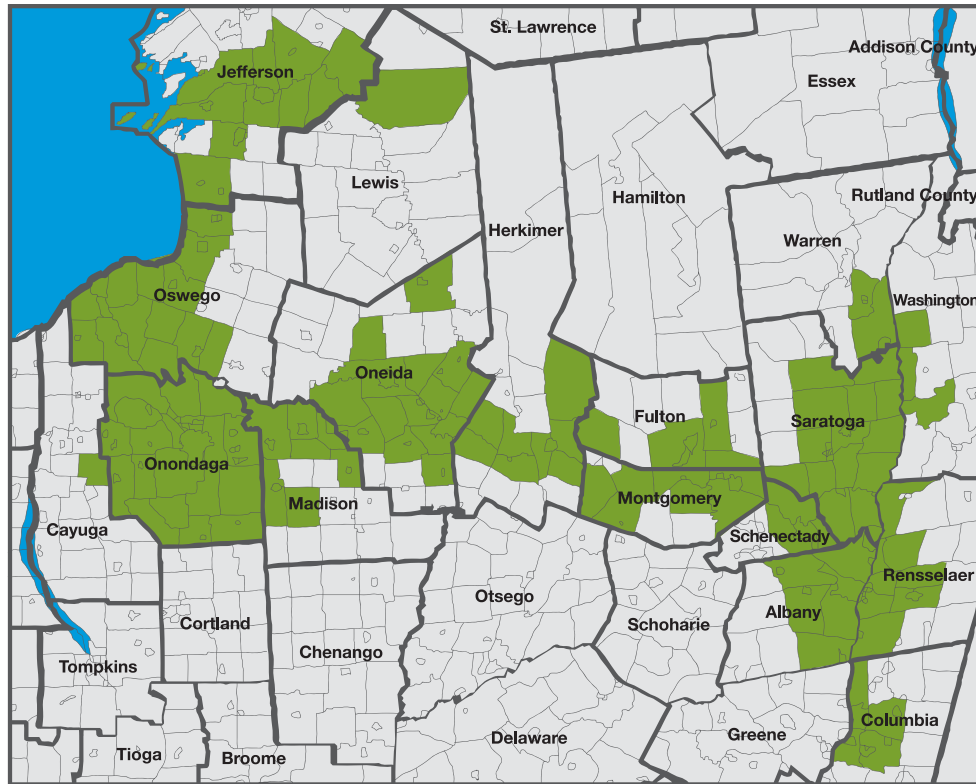 St. Lawrence
Addison County
Jefferson
Essex
Lewis
Hamilton
Rutland County
Herkimer
Warren
Oswego
Washington
Oneida
Fulton
Saratoga
Onondaga
Madison
Montgomery
Cayuga
Schenectady
Rensselaer
Otsego
Albany
Cortland
Schoharie
Chenango
Tompkins
Columbia
Delaware
Greene
Tioga
Broome